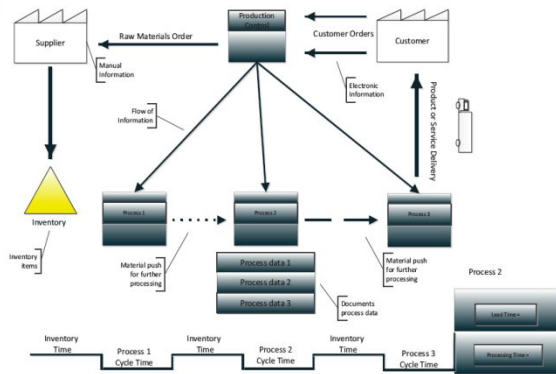 Production
Control
Supplier
Raw Materials Order
Customer Orders
Customer
Manual
Information
Electronic
Information
Flow of
Information
Product or Service Delivery
Inventory
Process 1
Process 2
Process 3
Inventory
items
Material push
for further
processing
Process data 1
Process data 2
Process data 3
Documents
process data
Material push
for further
processing
Process 2
Lead Time =
Processing Time =
Inventory
Time
Process 1
Cycle Time
Inventory
Time
Process 2
Cycle Time
Inventory
Time
Process 3
Cycle Time